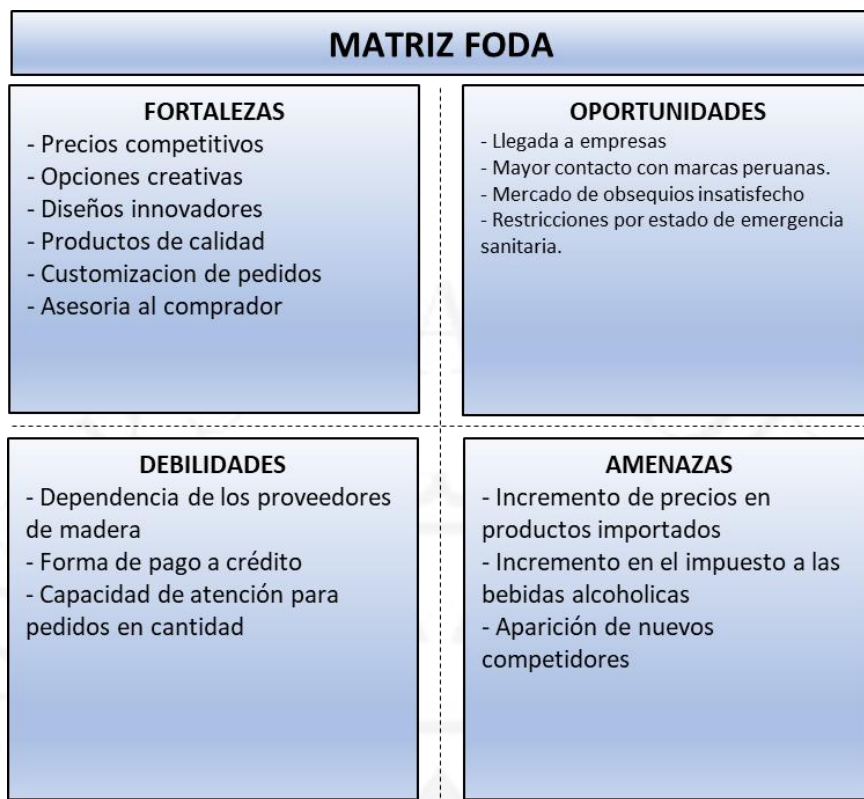 MATRIZ FODA
FORTALEZAS
- Precios competitivos
- Opciones creativas
- Diseños innovadores
- Productos de calidad
- Customizacion de pedidos
- Asesoria al comprador
OPORTUNIDADES
- Llegada a empresas
- Mayor contacto con marcas peruanas.
- Mercado de obsequios insatisfecho
- Restricciones por estado de emergencia
sanitaria.
DEBILIDADES
- Dependencia de los proveedores
de madera
- Forma de pago a crédito
- Capacidad de atención para
pedidos en cantidad
AMENAZAS
- Incremento de precios en
productos importados
- Incremento en el impuesto a las
bebidas alcoholicas
- Aparición de nuevos
competidores